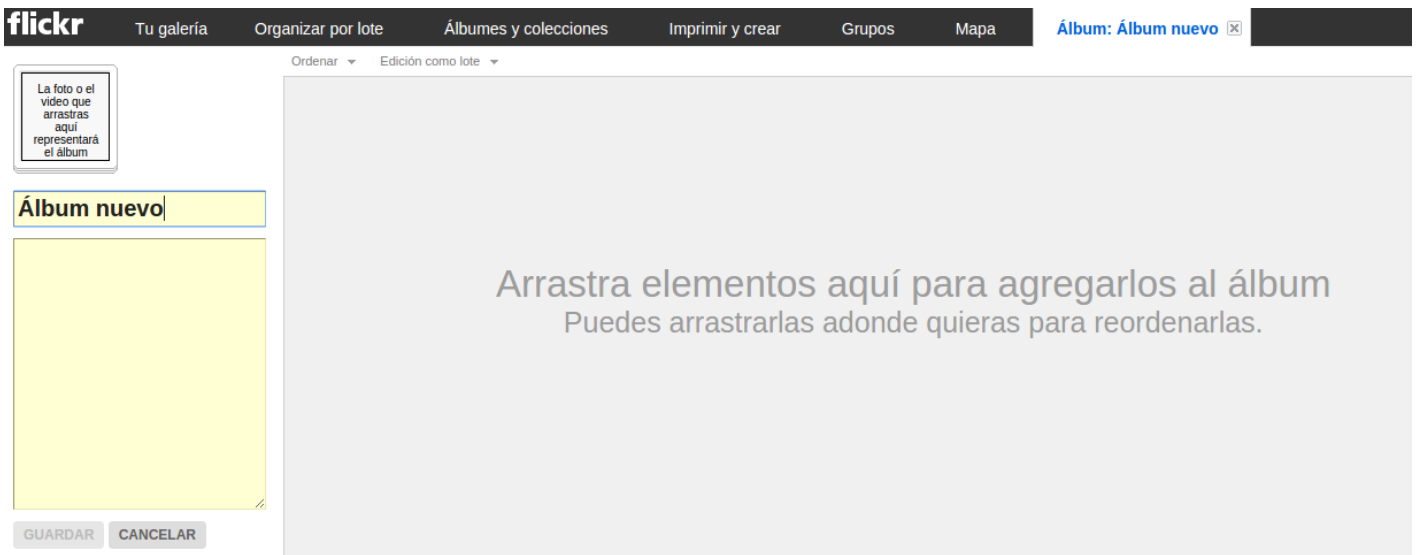 flickr Tu galería Organizar por lote Álbumes y colecciones Imprimir y crear Grupos Mapa Álbum: Álbum nuevo
Ordenar Edición como lote
La foto o el
video que
arrastras
aquí
representará
el álbum
Álbum nuevo
GUARDAR CANCELAR
Arrastra elementos aquí para agregarlos al álbum
Puedes arrastrarlas adonde quieras para reordenarlas.